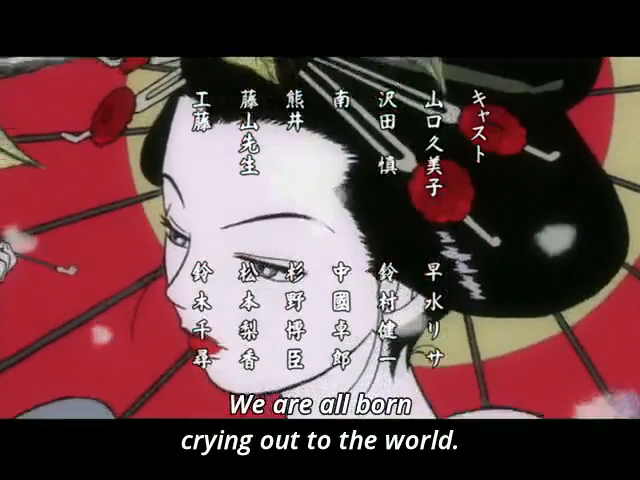 キャスト
山口久美子 早水リサ
沢田 慎 鈴村健一
南 中國卓郎
熊井 杉野博臣
藤山先生 松本梨香
工藤 鈴木千尋
We are all born
crying out to the world.